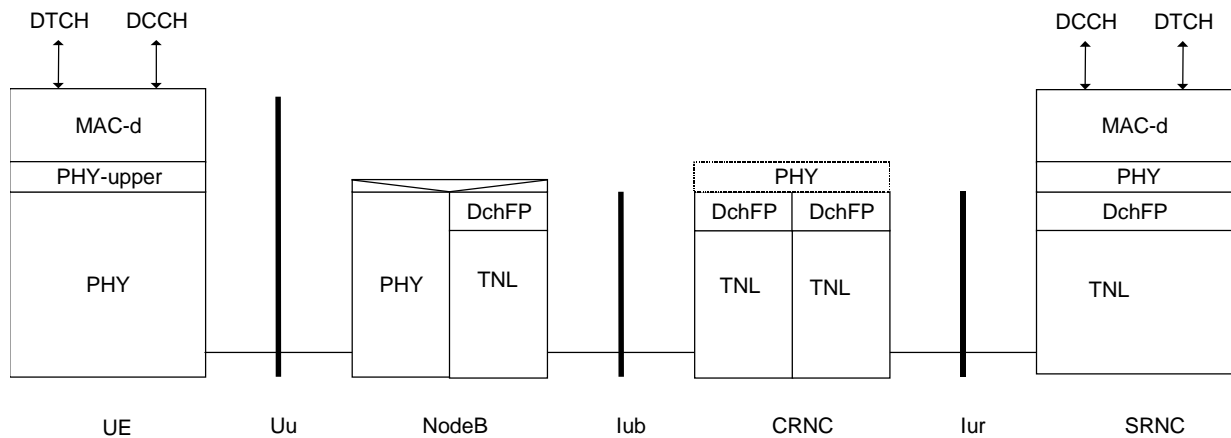 DTCH DCCH DCCH DTCH
MAC-d MAC-d
PHY-upper PHY PHY
DchFP DchFP DchFP DchFP
PHY PHY TNL TNL TNL TNL
UE Uu NodeB Iub CRNC Iur SRNC